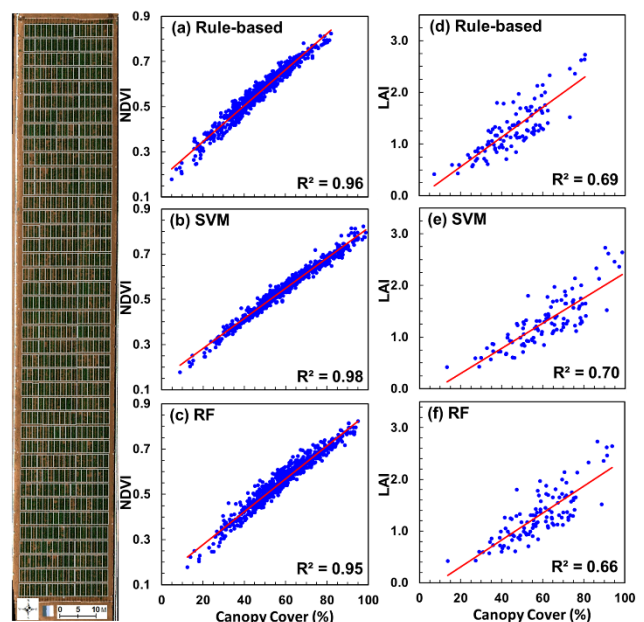 0 5 10 M
(a) Rule-based
NDVI
0.9
0.7
0.5
0.3
0.1
R² = 0.96
(b) SVM
NDVI
0.9
0.7
0.5
0.3
0.1
R² = 0.98
(c) RF
NDVI
0.9
0.7
0.5
0.3
0.1
R² = 0.95
0 20 40 60 80 100
Canopy Cover (%)
(d) Rule-based
LAI
3.0
2.0
1.0
0.0
R² = 0.69
(e) SVM
LAI
3.0
2.0
1.0
0.0
R² = 0.70
(f) RF
LAI
3.0
2.0
1.0
0.0
R² = 0.66
0 20 40 60 80 100
Canopy Cover (%)